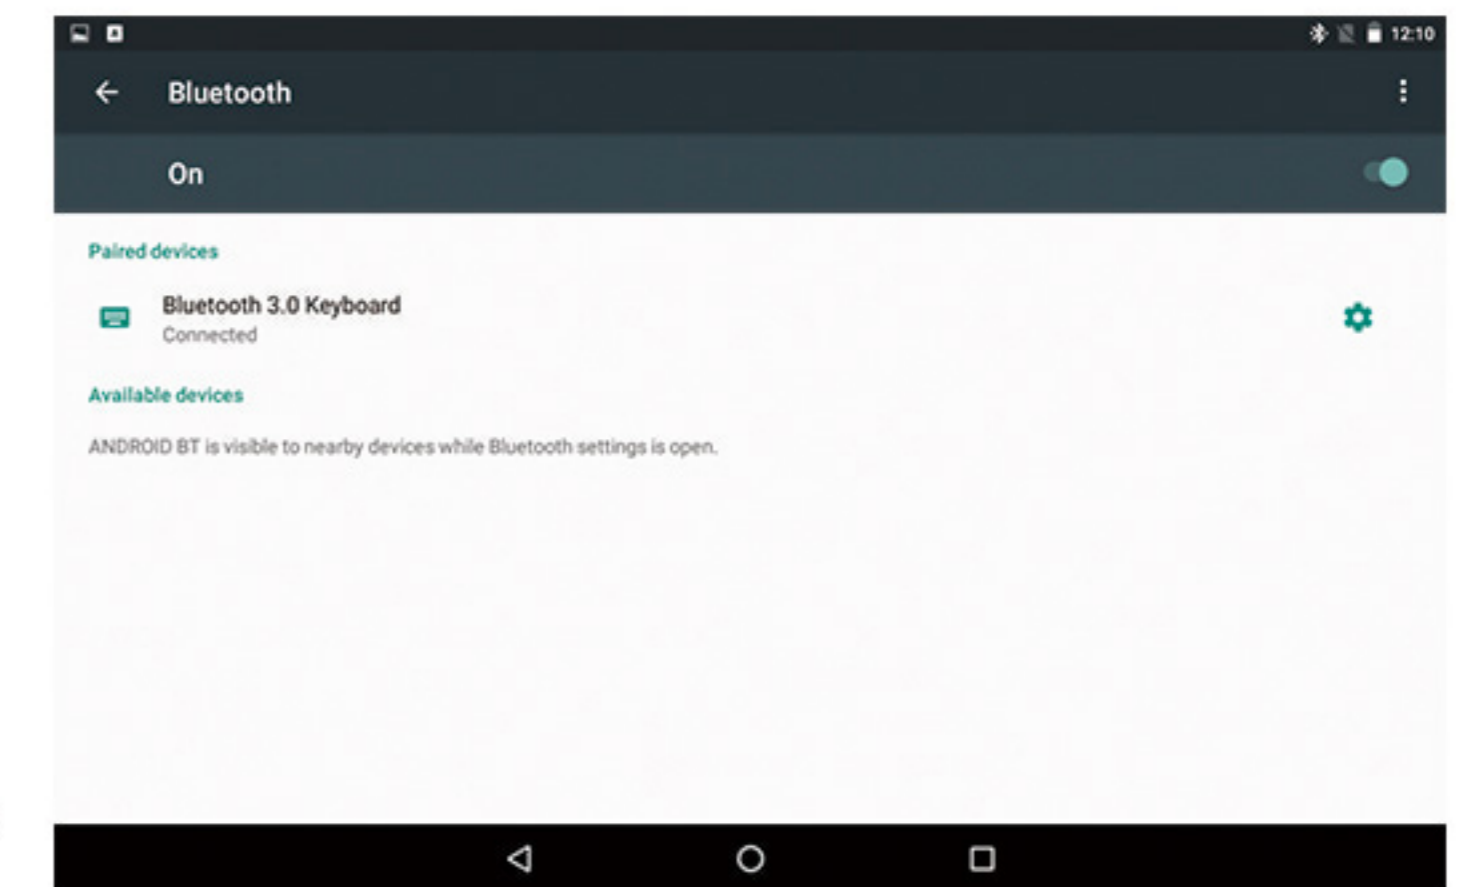 12:10
Bluetooth
On
Paired devices
Bluetooth 3.0 Keyboard
Connected
Available devices
ANDROID BT is visible to nearby devices while Bluetooth settings is open.